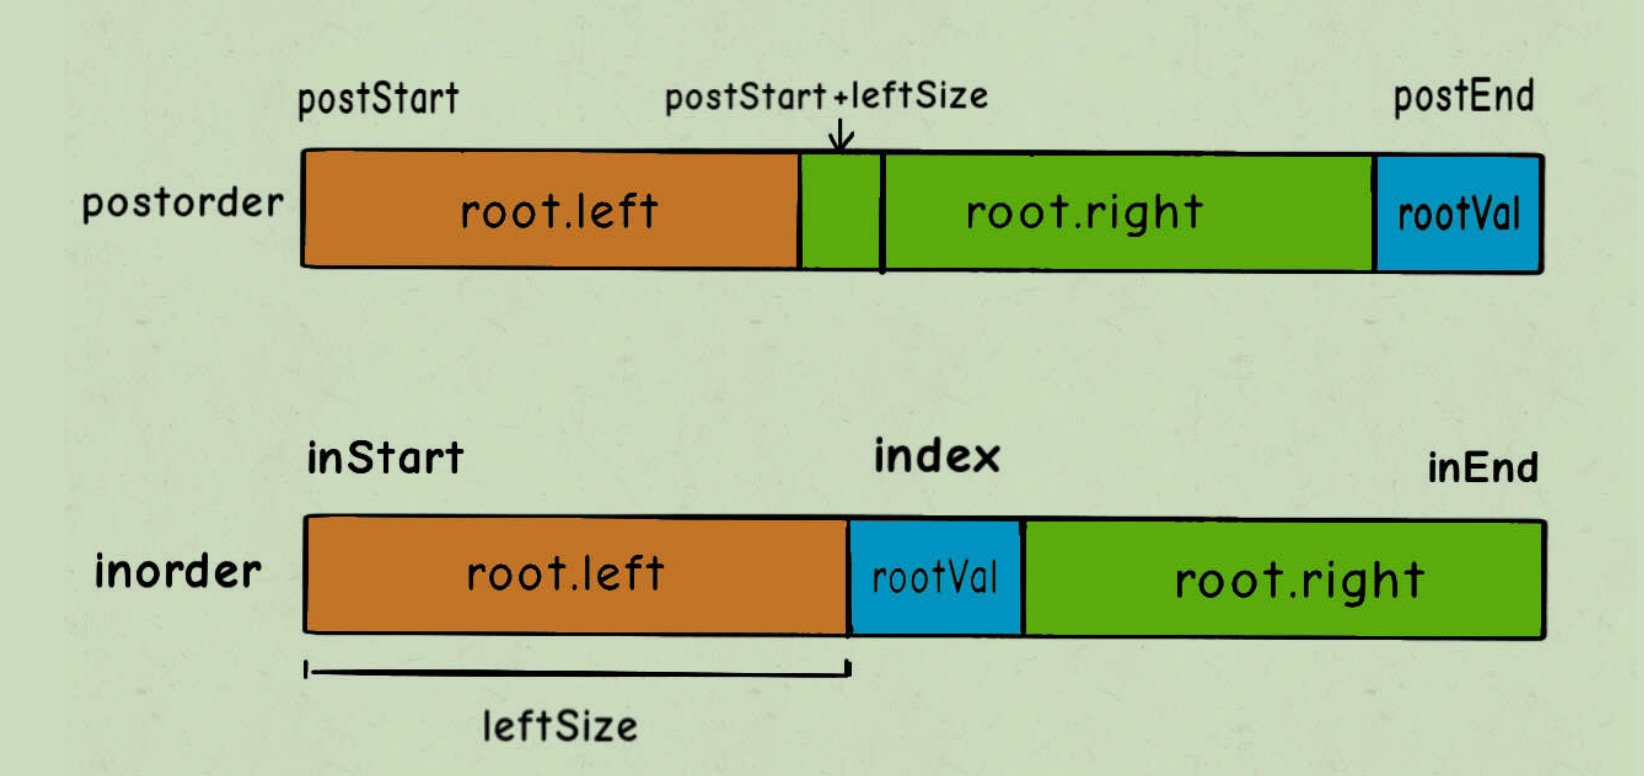 postStart postStart+leftSize postEnd
postorder root.left root.right rootVal
inStart index inEnd
inorder root.left rootVal root.right
leftSize